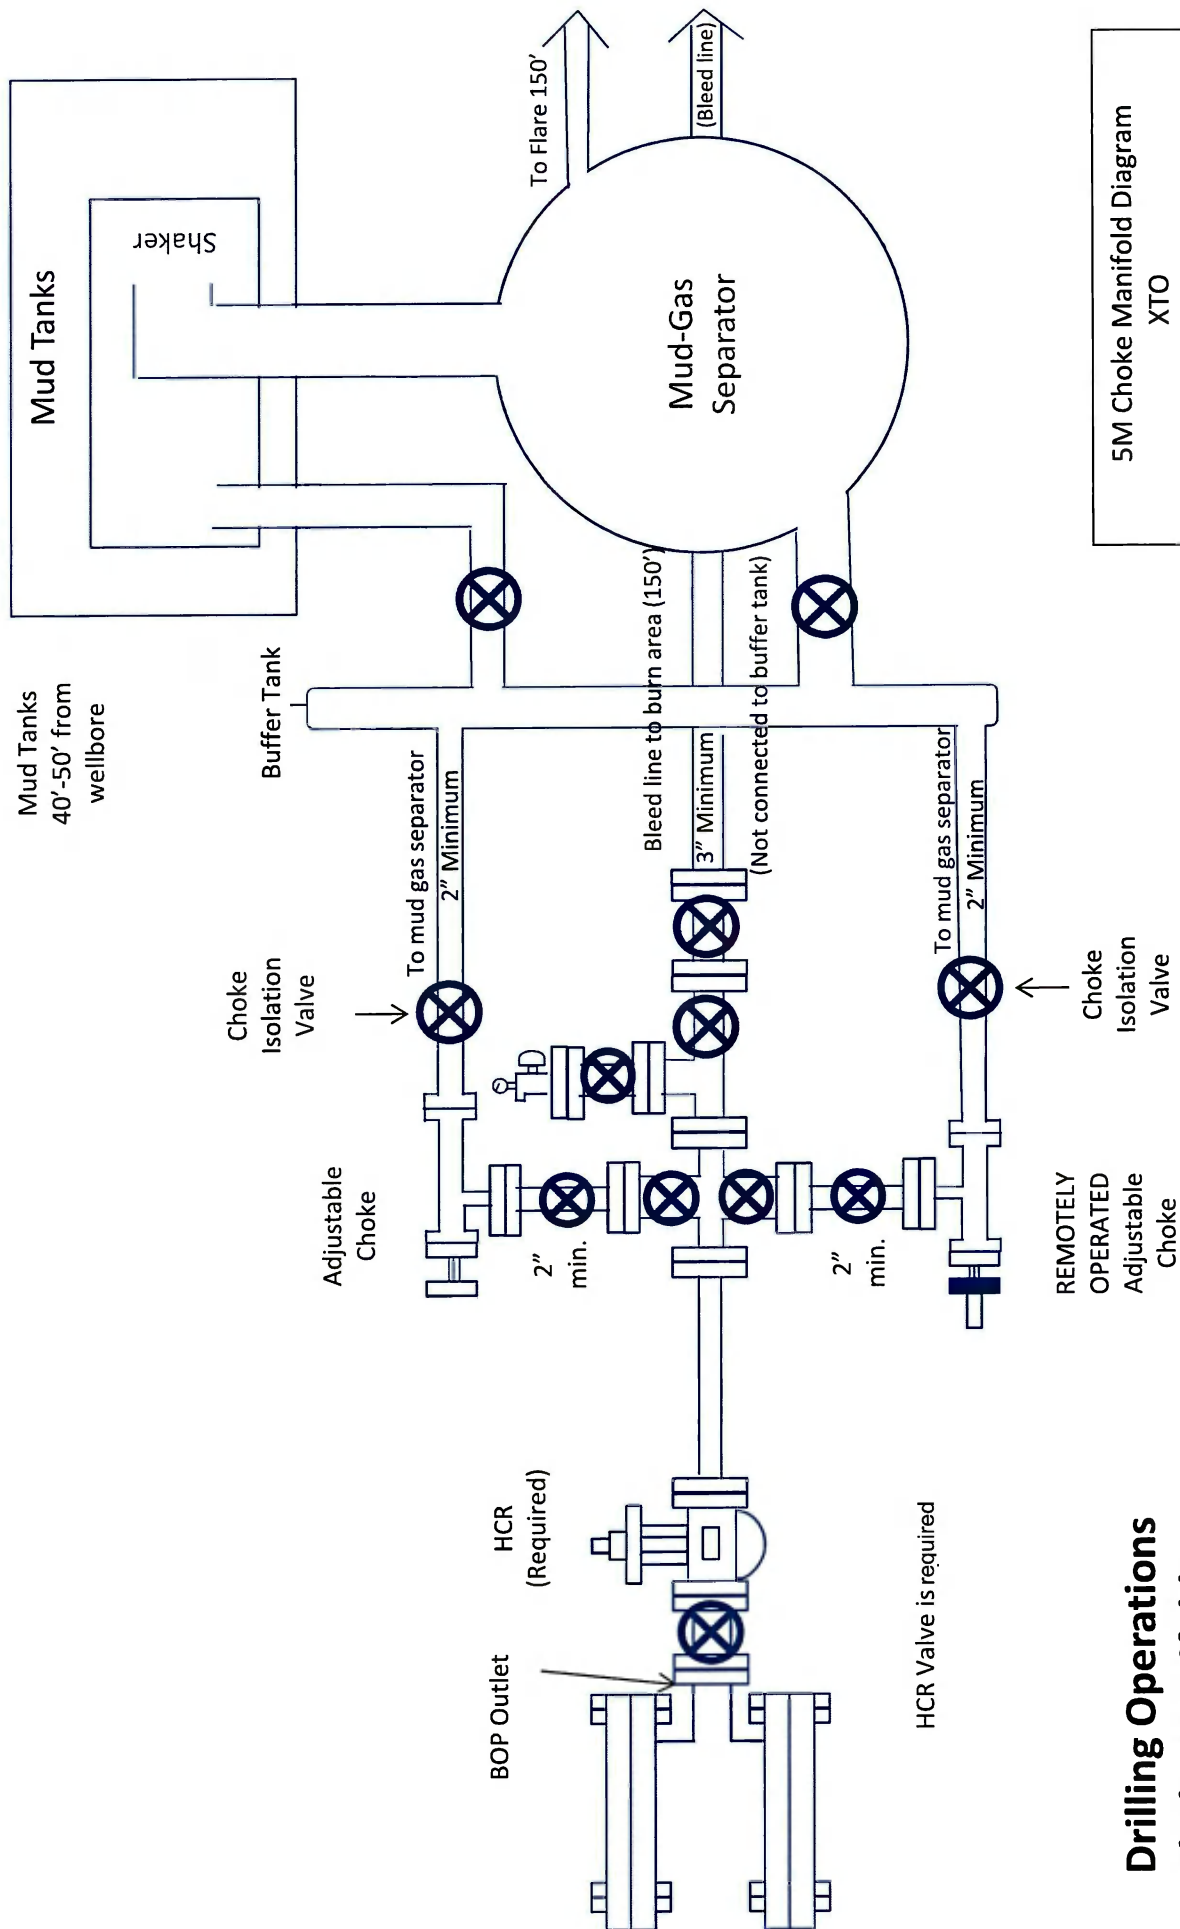 Mud Tanks
40'-50' from
wellbore
Mud Tanks
Shaker
Buffer Tank
To Flare 150'
(Bleed line)
Mud-Gas
Separator
Choke
Isolation
Valve
To mud gas separator
2" Minimum
Bleed line to burn area (150')
3" Minimum
(Not connected to buffer tank)
To mud gas separator
2" Minimum
Choke
Isolation
Valve
Adjustable
Choke
2"
min.
2"
min.
REMOTELY
OPERATED
Adjustable
Choke
HCR
(Required)
BOP Outlet
HCR Valve is required
Drilling Operations
5M Choke Manifold Diagram
XTO